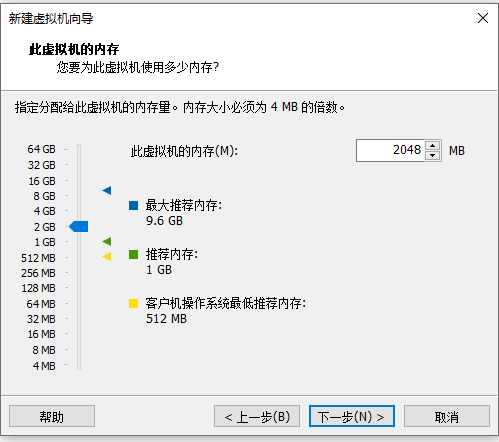 新建虚拟机向导
此虚拟机的内存
您要为此虚拟机使用多少内存?
指定分配给此虚拟机的内存量。内存大小必须为 4 MB 的倍数。
64 GB
32 GB
16 GB
8 GB
4 GB
2 GB
1 GB
512 MB
256 MB
128 MB
64 MB
32 MB
16 MB
8 MB
4 MB
此虚拟机的内存(M): 2048 MB
最大推荐内存:
9.6 GB
推荐内存:
1 GB
客户机操作系统最低推荐内存:
512 MB
帮助 < 上一步(B) 下一步(N) > 取消